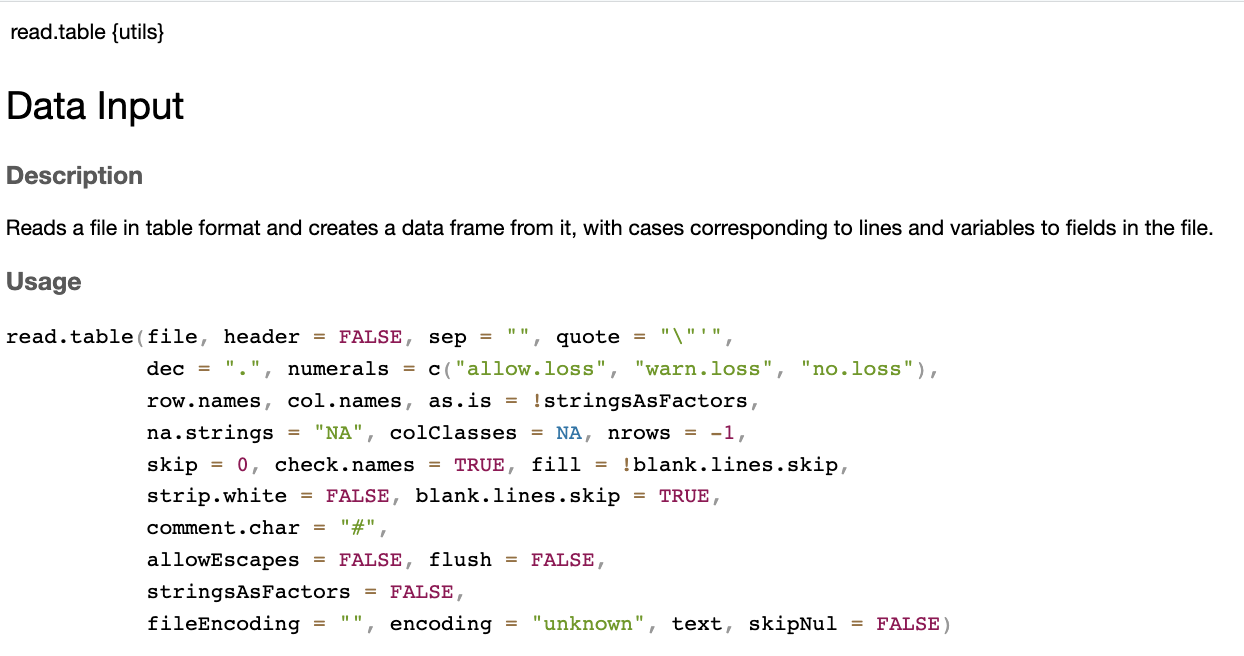 read.table {utils}
Data Input
Description
Reads a file in table format and creates a data frame from it, with cases corresponding to lines and variables to fields in the file.
Usage
read.table(file, header = FALSE, sep = "", quote = "\"'",
dec = ".", numerals = c("allow.loss", "warn.loss", "no.loss"),
row.names, col.names, as.is = !stringsAsFactors,
na.strings = "NA", colClasses = NA, nrows = -1,
skip = 0, check.names = TRUE, fill = !blank.lines.skip,
strip.white = FALSE, blank.lines.skip = TRUE,
comment.char = "#",
allowEscapes = FALSE, flush = FALSE,
stringsAsFactors = FALSE,
fileEncoding = "", encoding = "unknown", text, skipNul = FALSE)